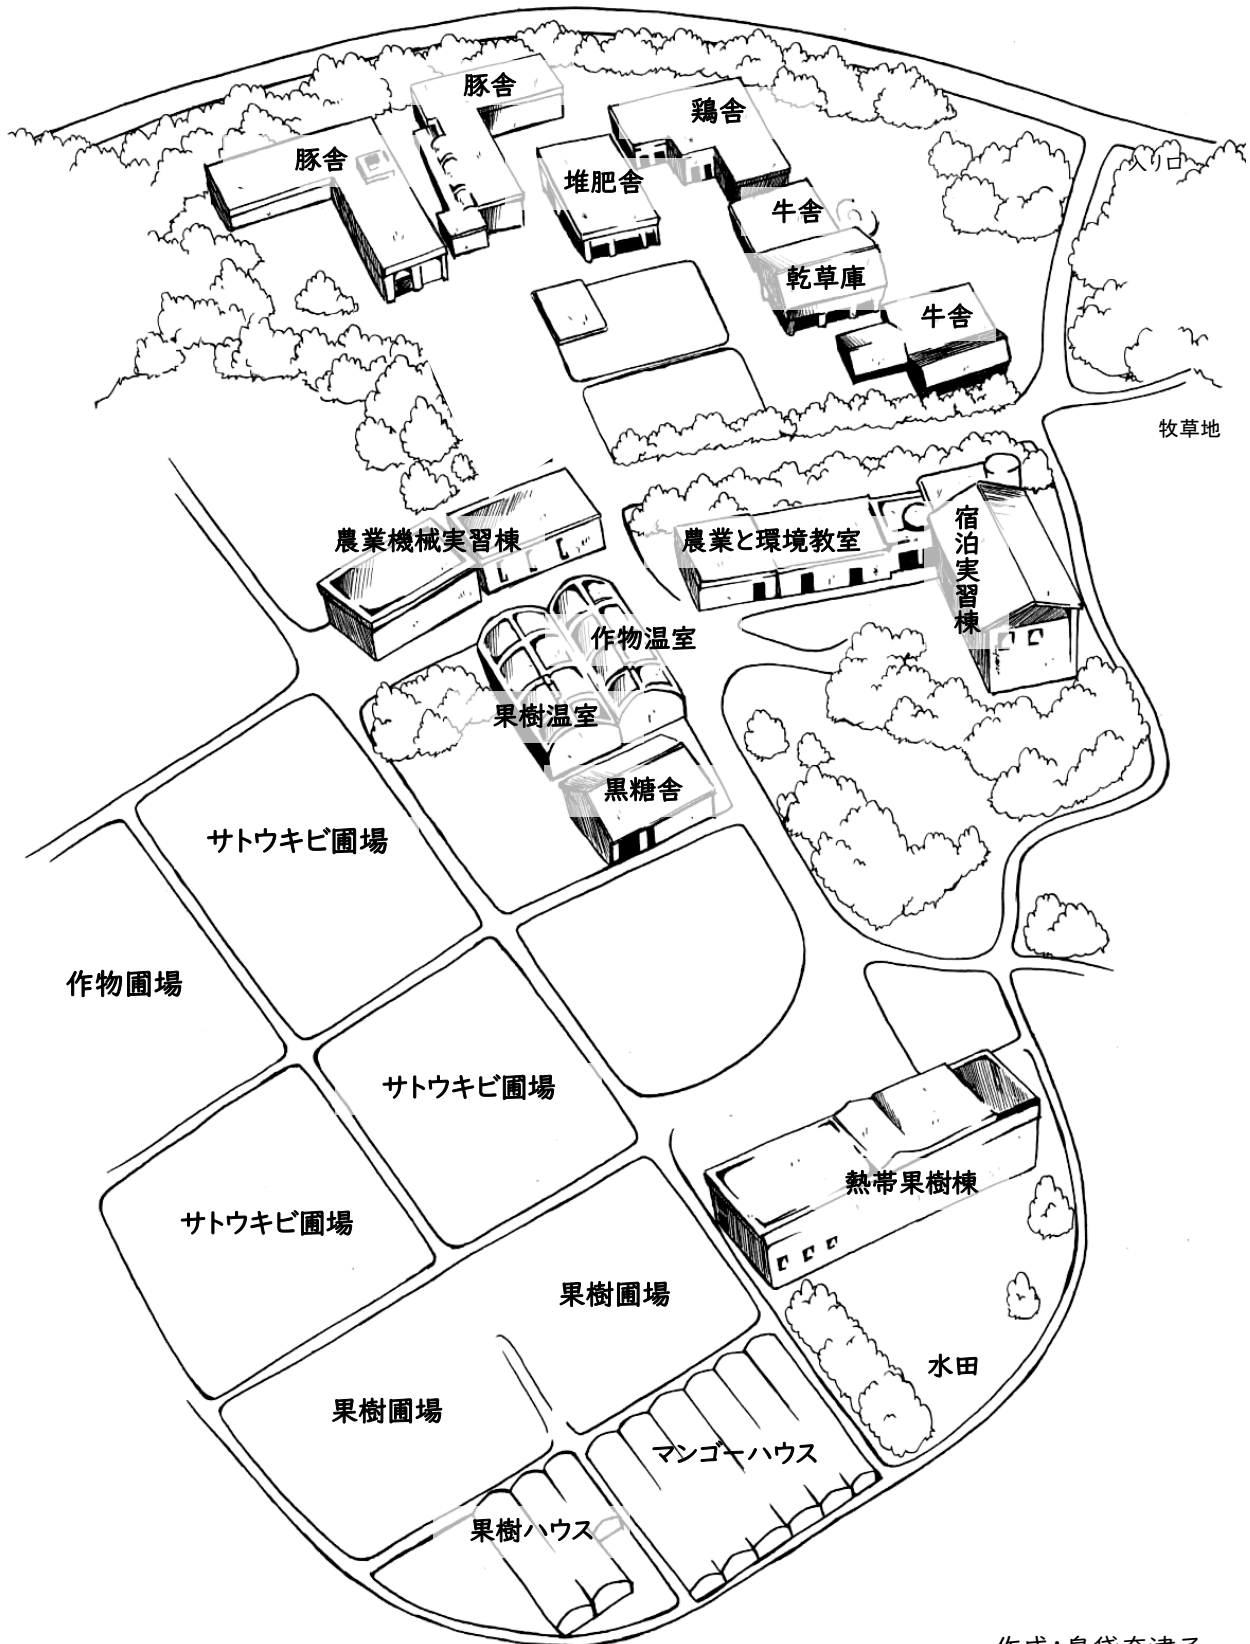 豚舎
鶏舎
豚舎
入り口
堆肥舎
牛舎
乾草庫
牛舎
牧草地
農業機械実習棟
農業と環境教室
宿泊実習棟
作物温室
果樹温室
黒糖舎
サトウキビ圃場
作物圃場
サトウキビ圃場
熱帯果樹棟
サトウキビ圃場
果樹圃場
水田
果樹圃場
マンゴーハウス
果樹ハウス